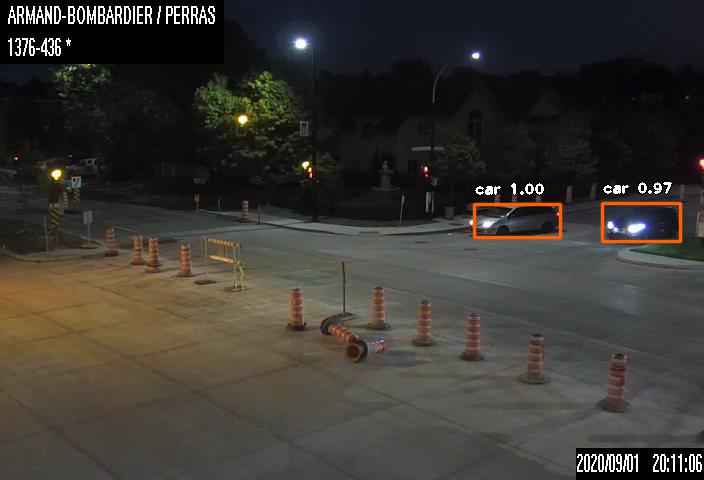 ARMAND-BOMBARDIER / PERRAS
1376-436 *
car 1.00
car 0.97
2020/09/01 20:11:06